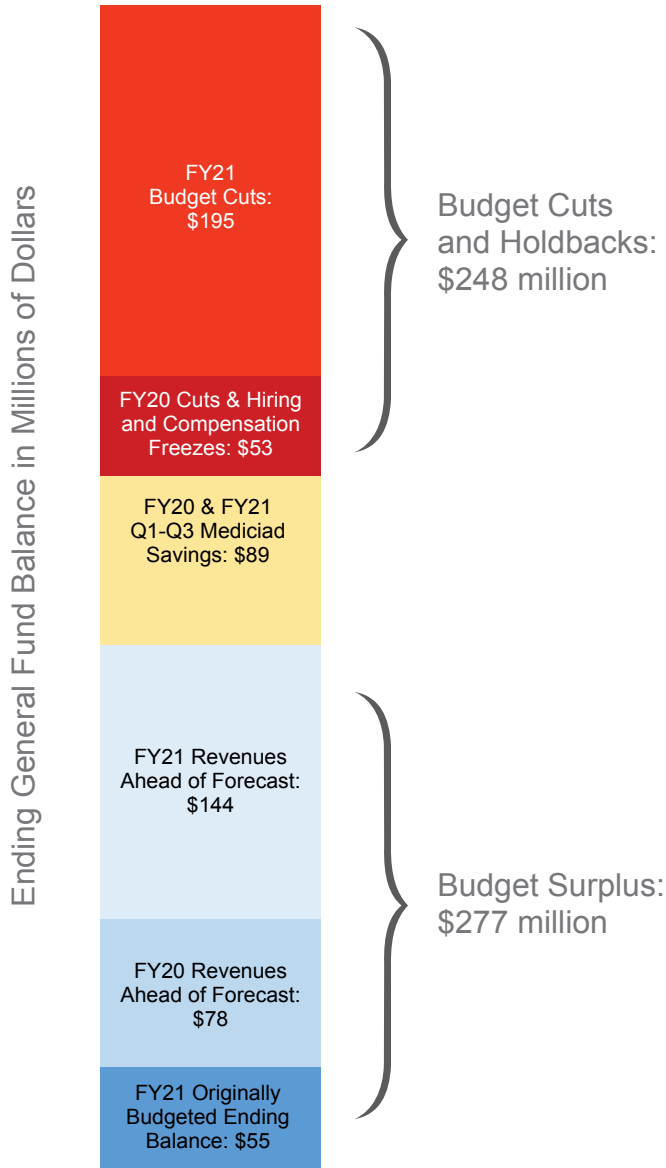 Ending General Fund Balance in Millions of Dollars
FY21
Budget Cuts:
$195
Budget Cuts
and Holdbacks:
$248 million
FY20 Cuts & Hiring
and Compensation
Freezes: $53
FY20 & FY21
Q1-Q3 Mediciad
Savings: $89
FY21 Revenues
Ahead of Forecast:
$144
Budget Surplus:
$277 million
FY20 Revenues
Ahead of Forecast:
$78
FY21 Originally
Budgeted Ending
Balance: $55